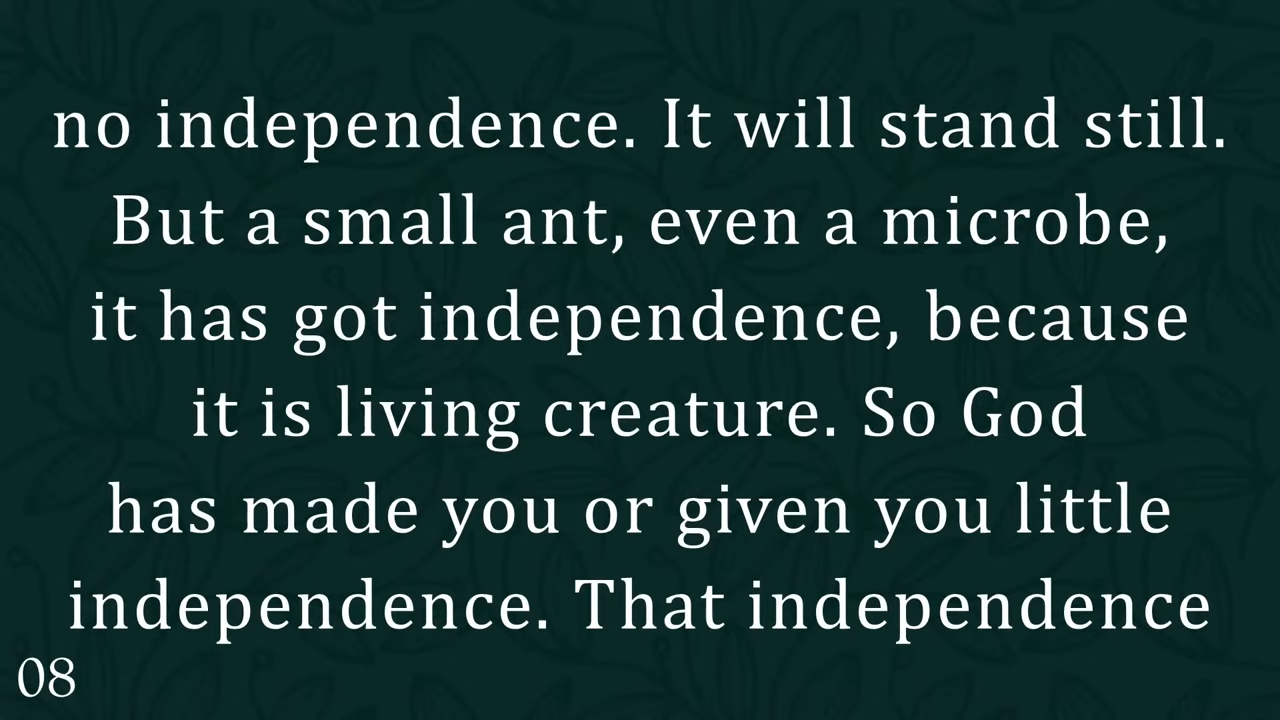 no independence. It will stand still.
But a small ant, even a microbe,
it has got independence, because
it is living creature. So God
has made you or given you little
independence. That independence
08